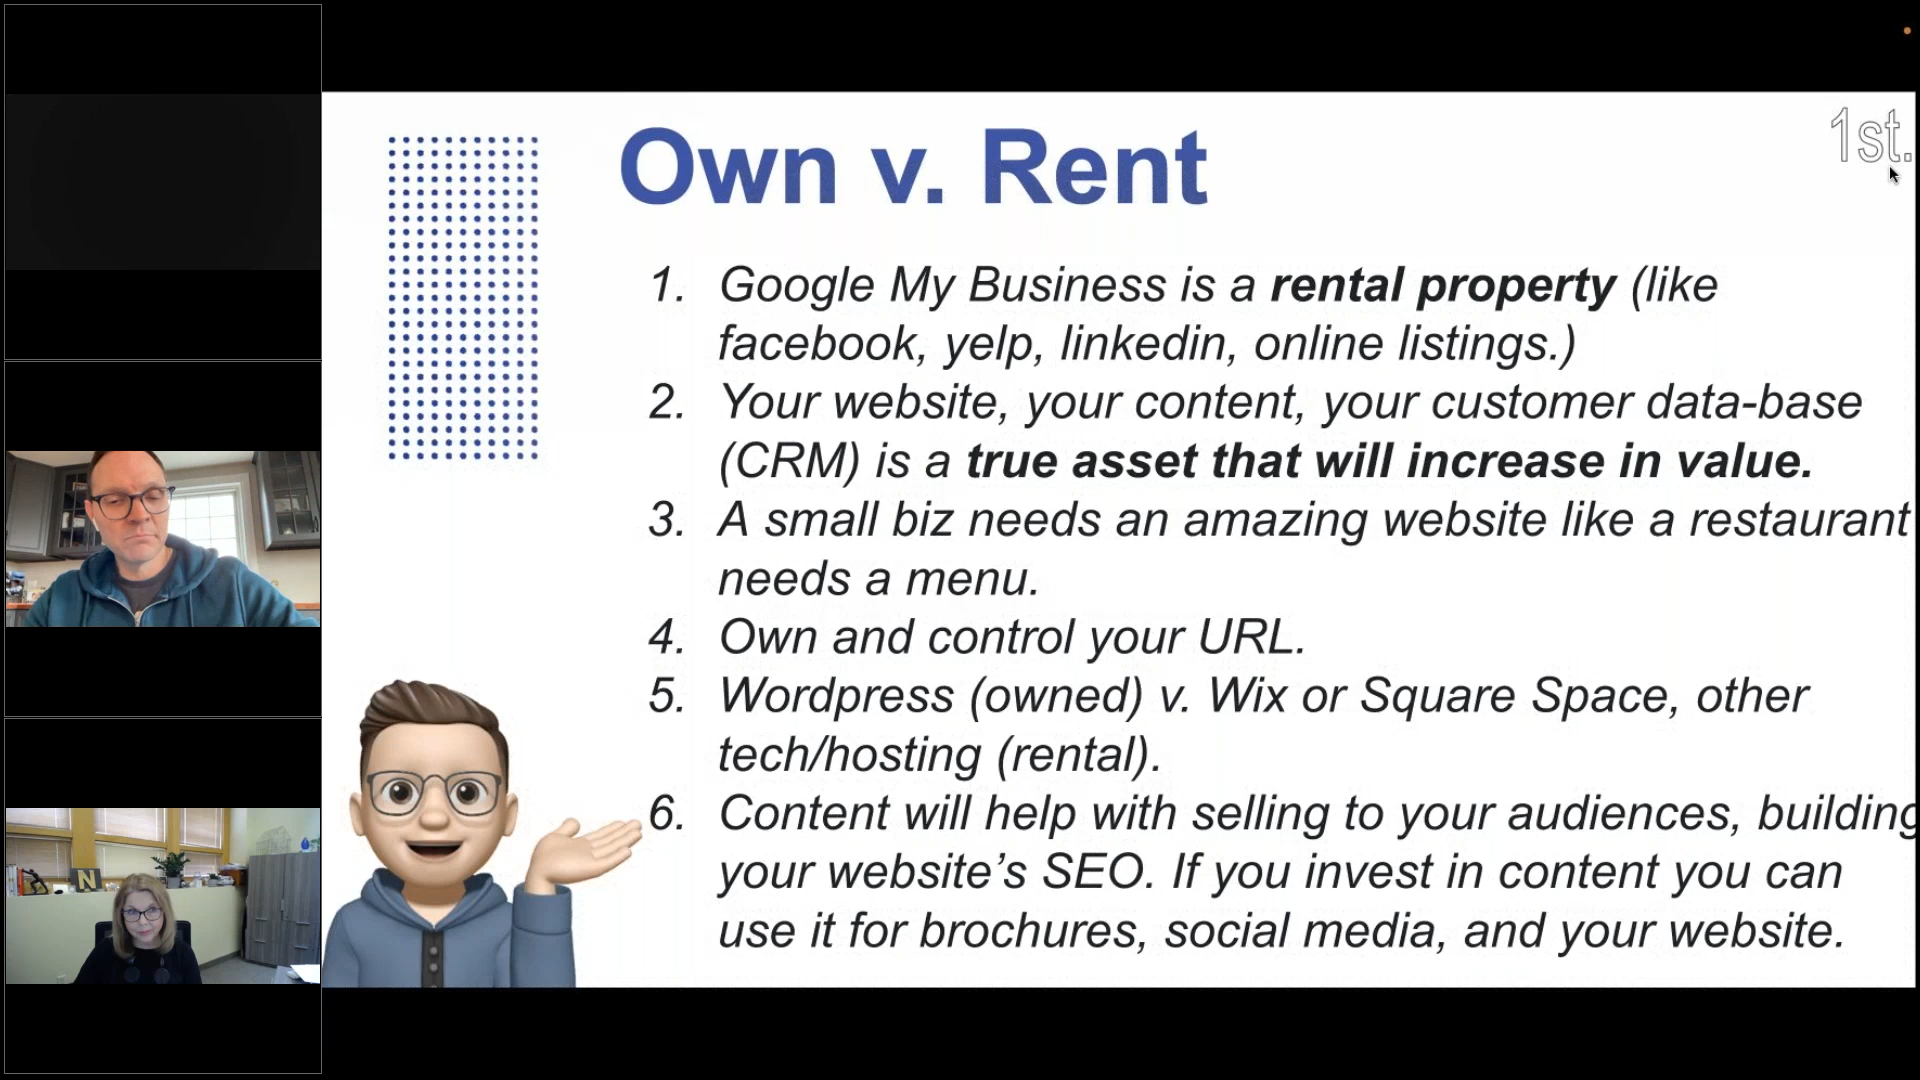 1st.
Own v. Rent
1. Google My Business is a rental property (like
facebook, yelp, linkedin, online listings.)
2. Your website, your content, your customer data-base
(CRM) is a true asset that will increase in value.
3. A small biz needs an amazing website like a restaurant
needs a menu.
4. Own and control your URL.
5. Wordpress (owned) v. Wix or Square Space, other
tech/hosting (rental).
6. Content will help with selling to your audiences, building
your website’s SEO. If you invest in content you can
use it for brochures, social media, and your website.
N